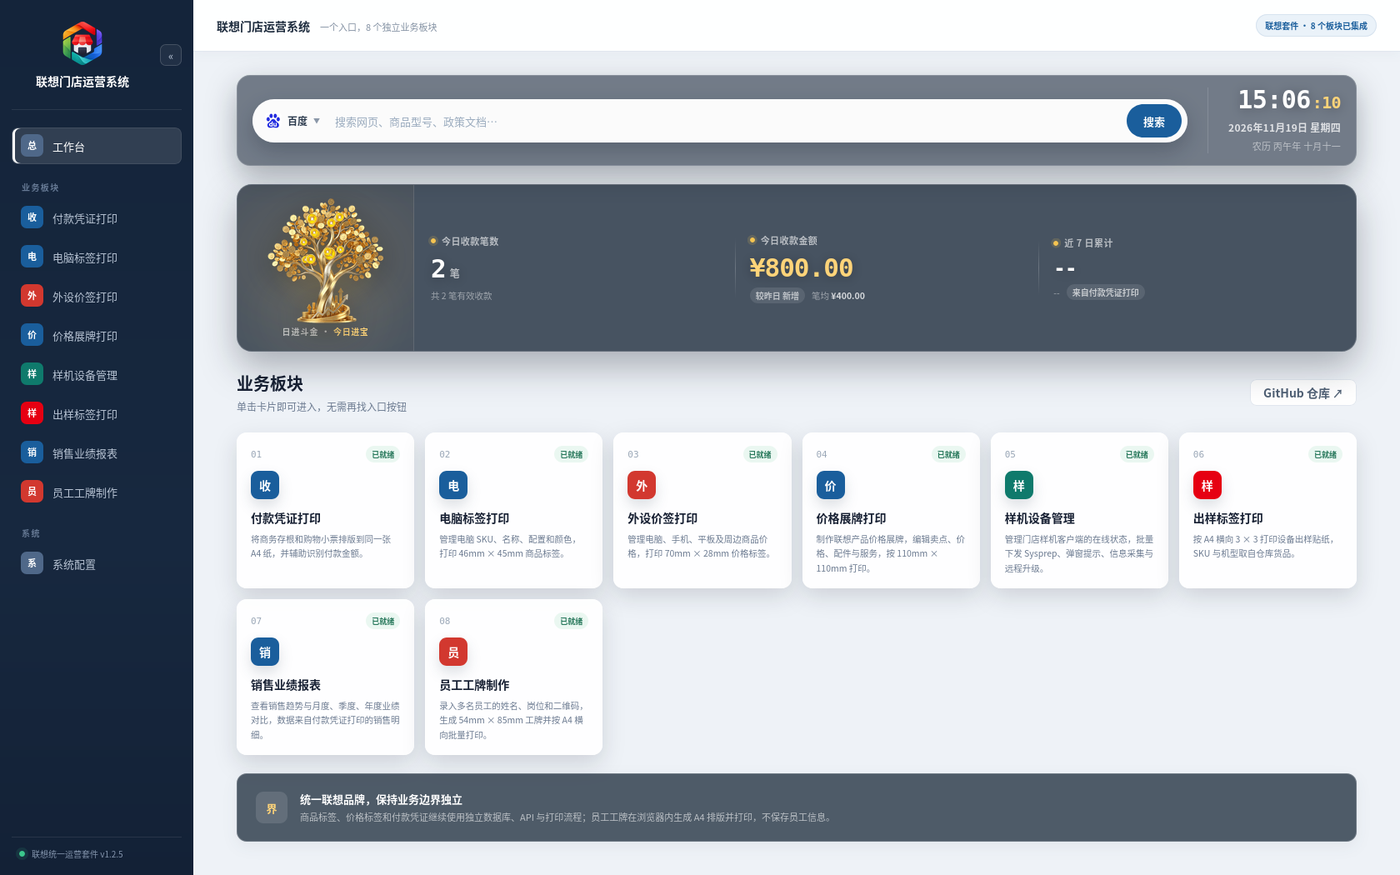 联想门店运营系统
«
总 工作台
业务板块
收 付款凭证打印
电 电脑标签打印
外 外设价签打印
价 价格展牌打印
样 样机设备管理
样 出样标签打印
销 销售业绩报表
员 员工工牌制作
系统
系 系统配置
联想统一运营套件 v1.2.5
联想门店运营系统 一个入口，8 个独立业务板块
联想套件 · 8 个板块已集成
百度 ▼ 搜索网页、商品型号、政策文档… 搜索
15:06:10
2026年11月19日 星期四
农历 丙午年 十月十一
日进斗金 · 今日进宝
今日收款笔数
2 笔
共 2 笔有效收款
今日收款金额
¥800.00
较昨日 新增 笔均 ¥400.00
近 7 日累计
--
-- 来自付款凭证打印
业务板块
单击卡片即可进入，无需再找入口按钮
GitHub 仓库 ↗
01 已就绪
收
付款凭证打印
将商务存根和购物小票排版到同一张
A4 纸，并辅助识别付款金额。
02 已就绪
电
电脑标签打印
管理电脑 SKU、名称、配置和颜色，
打印 46mm × 45mm 商品标签。
03 已就绪
外
外设价签打印
管理电脑、手机、平板及周边商品价
格，打印 70mm × 28mm 价格标签。
04 已就绪
价
价格展牌打印
制作联想产品价格展牌，编辑卖点、价
格、配件与服务，按 110mm ×
110mm 打印。
05 已就绪
样
样机设备管理
管理门店样机客户端的在线状态，批量
下发 Sysprep、弹窗提示、信息采集与
远程升级。
06 已就绪
样
出样标签打印
按 A4 横向 3 × 3 打印设备出样贴纸，
SKU 与机型取自仓库货品。
07 已就绪
销
销售业绩报表
查看销售趋势与月度、季度、年度业绩
对比，数据来自付款凭证打印的销售明
细。
08 已就绪
员
员工工牌制作
录入多名员工的姓名、岗位和二维码，
生成 54mm × 85mm 工牌并按 A4 横
向批量打印。
界
统一联想品牌，保持业务边界独立
商品标签、价格标签和付款凭证继续使用独立数据库、API 与打印流程；员工工牌在浏览器内生成 A4 排版并打印，不保存员工信息。